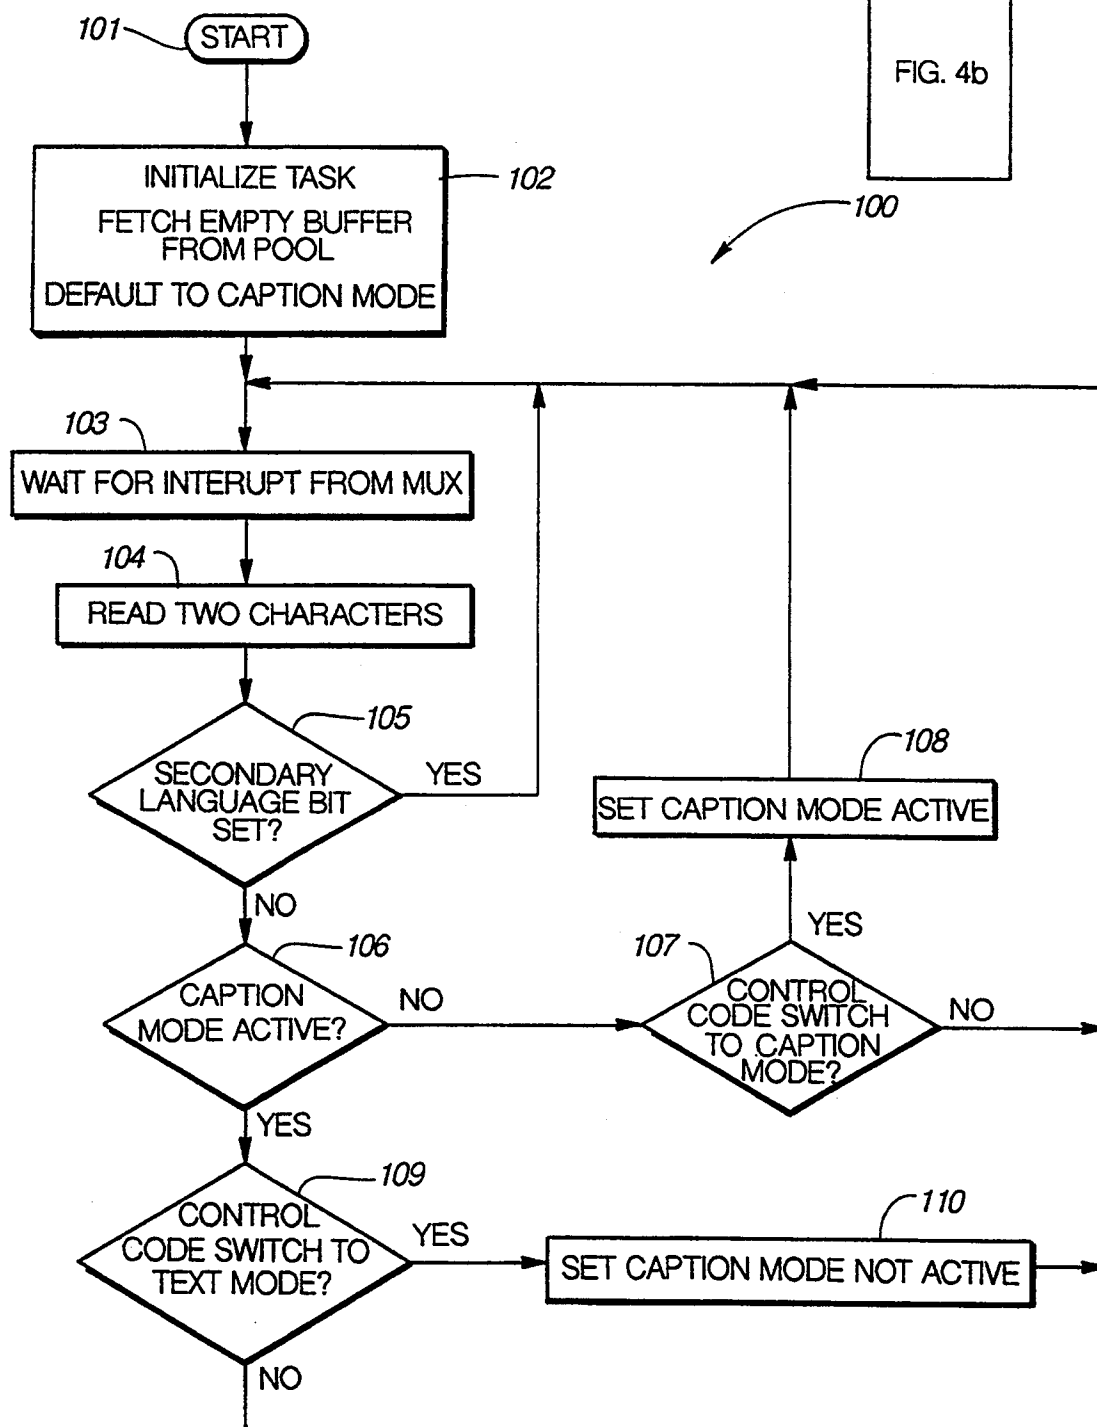 101
START
FIG. 4b
INITIALIZE TASK
FETCH EMPTY BUFFER
FROM POOL
DEFAULT TO CAPTION MODE
102
100
103
WAIT FOR INTERUPT FROM MUX
104
READ TWO CHARACTERS
105
SECONDARY
LANGUAGE BIT
SET?
YES
108
SET CAPTION MODE ACTIVE
NO
YES
106
CAPTION
MODE ACTIVE?
NO
107
CONTROL
CODE SWITCH
TO CAPTION
MODE?
NO
YES
109
CONTROL
CODE SWITCH TO
TEXT MODE?
YES
110
SET CAPTION MODE NOT ACTIVE
NO